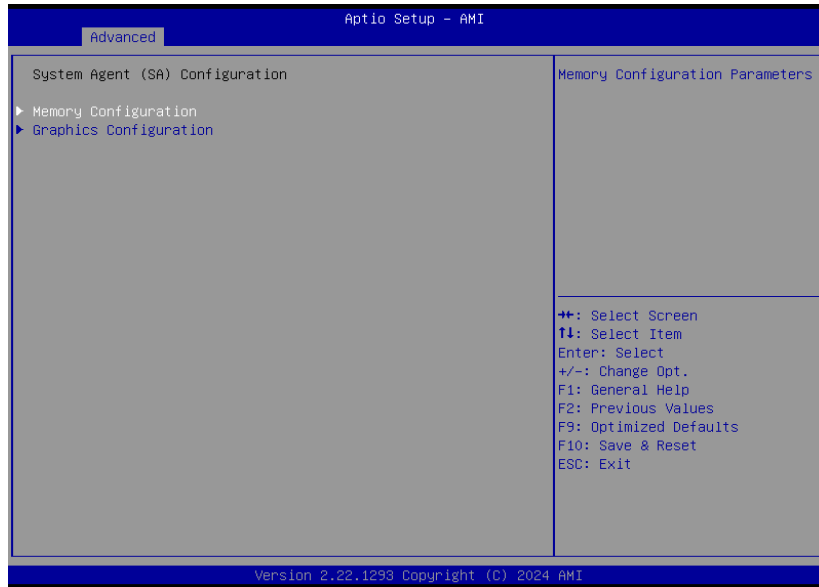 Aptio Setup - AMI
Advanced
System Agent (SA) Configuration
Memory Configuration
Graphics Configuration
Memory Configuration Parameters
→←: Select Screen
↑↓: Select Item
Enter: Select
+/-: Change Opt.
F1: General Help
F2: Previous Values
F9: Optimized Defaults
F10: Save & Reset
ESC: Exit
Version 2.22.1293 Copyright (C) 2024 AMI